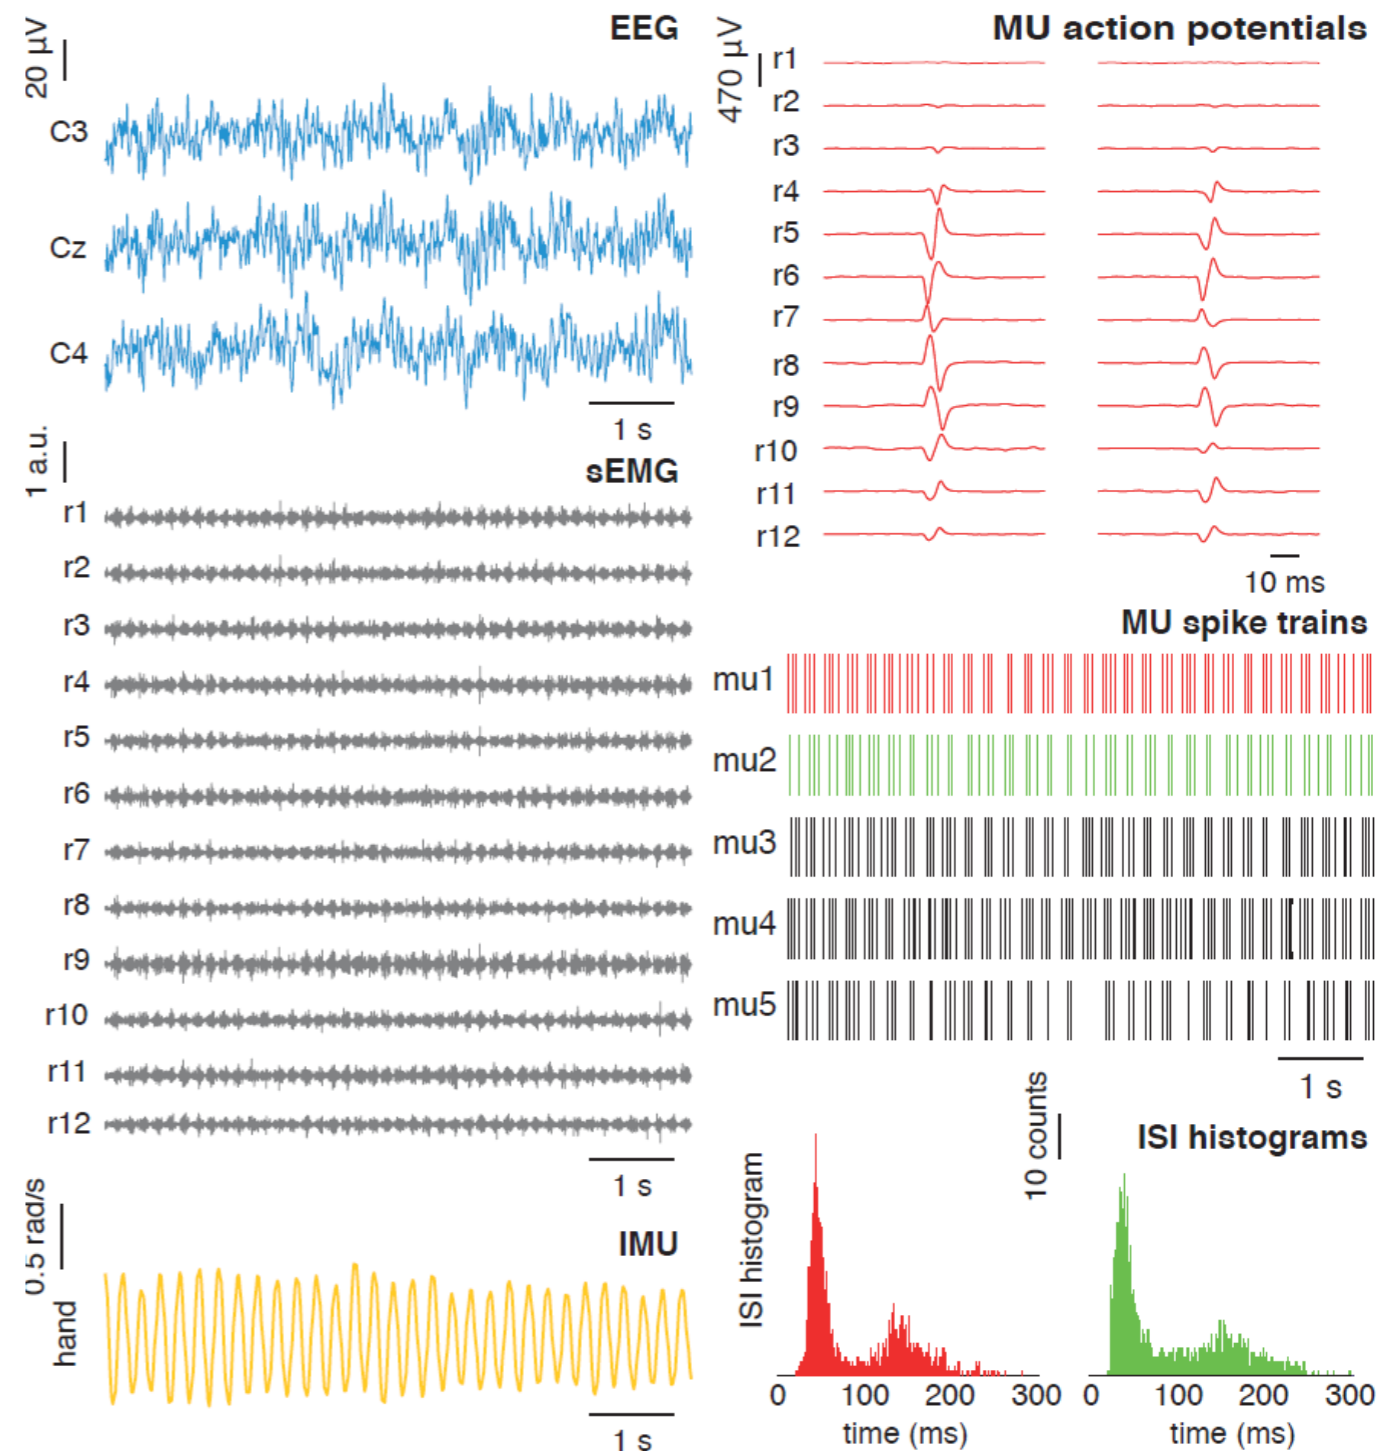 EEG
20 µV
C3
Cz
C4
1 s
1 a.u.
sEMG
r1
r2
r3
r4
r5
r6
r7
r8
r9
r10
r11
r12
1 s
0.5 rad/s
IMU
hand
1 s
MU action potentials
470 µV
r1
r2
r3
r4
r5
r6
r7
r8
r9
r10
r11
r12
10 ms
MU spike trains
mu1
mu2
mu3
mu4
mu5
1 s
10 counts
ISI histograms
ISI histogram
0 100 200 300
time (ms)
0 100 200 300
time (ms)